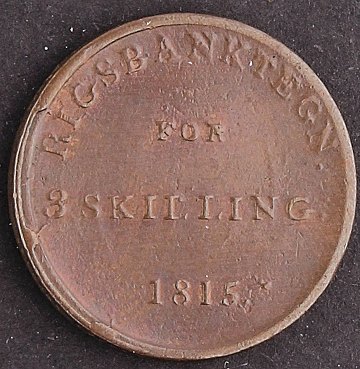 RIGSBANKTEGN.
FOR
3 SKILLING
1815.